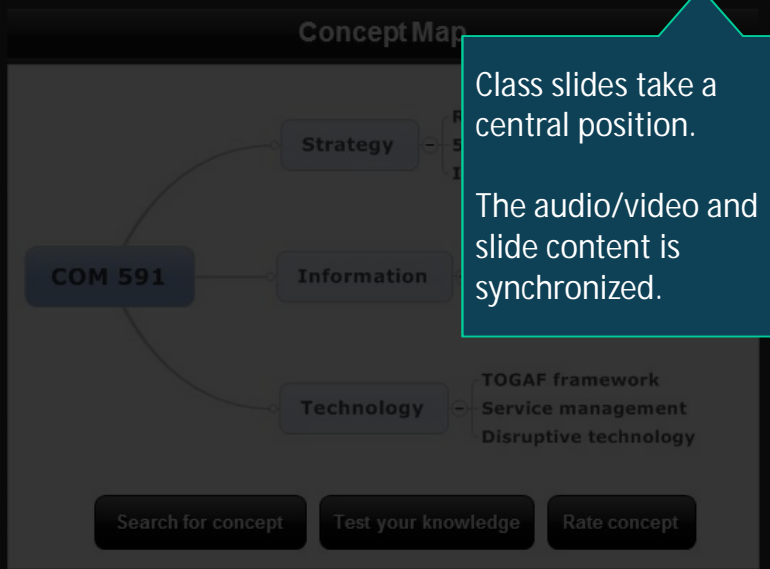 Concept Map
Class slides take a
central position.
The audio/video and
slide content is
synchronized.
Strategy
COM 591
Information
Technology
TOGAF framework
Service management
Disruptive technology
Search for concept
Test your knowledge
Rate concept